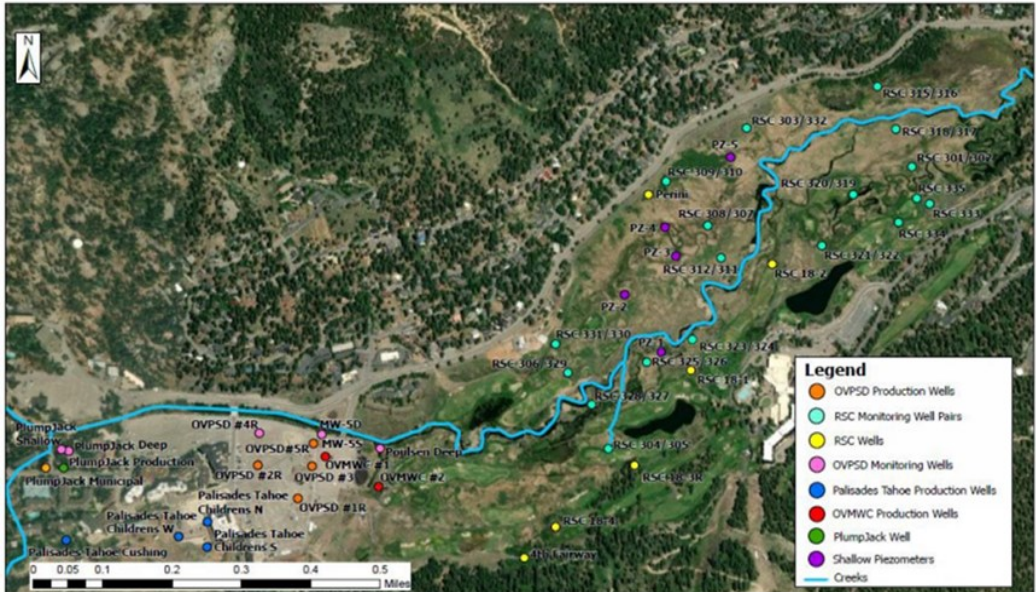 N
RSC 315/316
RSC 303/332
RSC 318/317
PZ-5
RSC 301/302
RSC 309/310
RSC 320/319
Perini
RSC 335
RSC 333
RSC 308/307
RSC 334
PZ-4
PZ-3
RSC 321/322
RSC 312/311
RSC 18-2
PZ-2
RSC 331/330
RSC 323/324
PZ-1
RSC 306/329
RSC 325/326
RSC 18-1
RSC 328/327
PlumpJack
Shallow
OVPSD #4R
MW-5D
PlumpJack Deep
OVPSD#5R
MW-5S
Poulsen Deep
RSC 304/305
PlumpJack Production
OVMWC #1
PlumpJack Municipal
OVPSD #2R
OVPSD #3
OVMWC #2
RSC 18-3R
Palisades Tahoe
Childrens N
OVPSD #1R
Palisades Tahoe
Childrens W
RSC 18-4
Palisades Tahoe
Childrens S
Palisades Tahoe Cushing
4th Fairway
0 0.05 0.1 0.2 0.3 0.4 0.5
Miles
Legend
OVPSD Production Wells
RSC Monitoring Well Pairs
RSC Wells
OVPSD Monitoring Wells
Palisades Tahoe Production Wells
OVMWC Production Wells
PlumpJack Well
Shallow Piezometers
Creeks